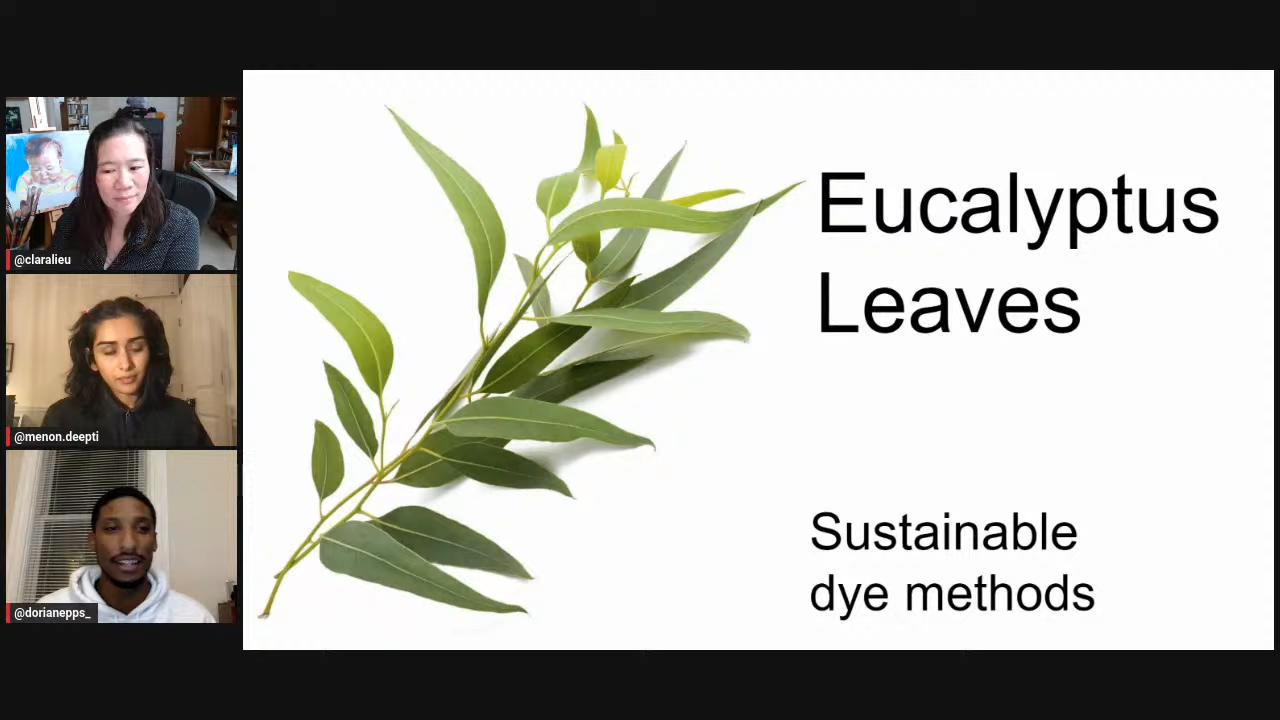 @claralieu
@menon.deepti
@dorianepps_
Eucalyptus
Leaves
Sustainable
dye methods